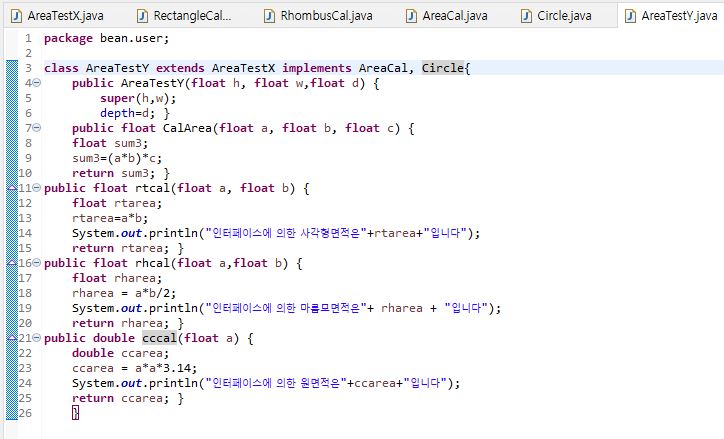 AreaTestX.java RectangleCal... RhombusCal.java AreaCal.java Circle.java AreaTestY.java
1 package bean.user;
2
3 class AreaTestY extends AreaTestX implements AreaCal, Circle{
4 public AreaTestY(float h, float w,float d) {
5 super(h,w);
6 depth=d; }
7 public float CalArea(float a, float b, float c) {
8 float sum3;
9 sum3=(a*b)*c;
10 return sum3; }
11 public float rtcal(float a, float b) {
12 float rtarea;
13 rtarea=a*b;
14 System.out.println("인터페이스에 의한 사각형면적은"+rtarea+"입니다");
15 return rtarea; }
16 public float rhcal(float a,float b) {
17 float rharea;
18 rharea = a*b/2;
19 System.out.println("인터페이스에 의한 마름모면적은"+ rharea + "입니다");
20 return rharea; }
21 public double cccal(float a) {
22 double ccarea;
23 ccarea = a*a*3.14;
24 System.out.println("인터페이스에 의한 원면적은"+ccarea+"입니다");
25 return ccarea; }
26 }